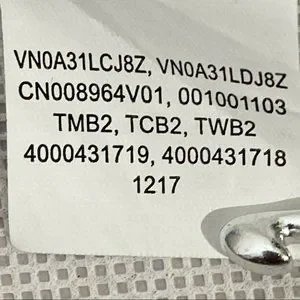 VN0A31LCJ8Z, VN0A31LDJ8Z
CN008964V01, 001001103
TMB2, TCB2, TWB2
4000431719, 4000431718
1217